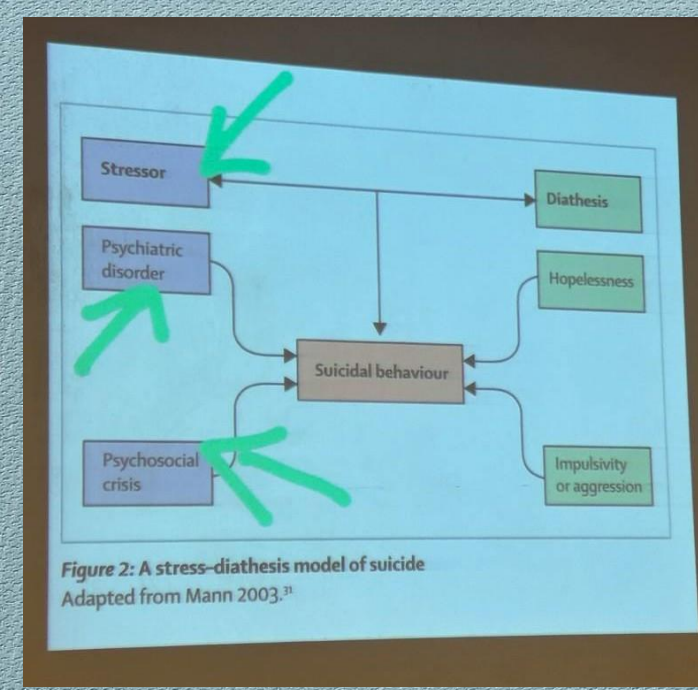 Stressor
Diathesis
Psychiatric
disorder
Hopelessness
Suicidal behaviour
Psychosocial
crisis
Impulsivity
or aggression
Figure 2: A stress–diathesis model of suicide
Adapted from Mann 2003.³¹